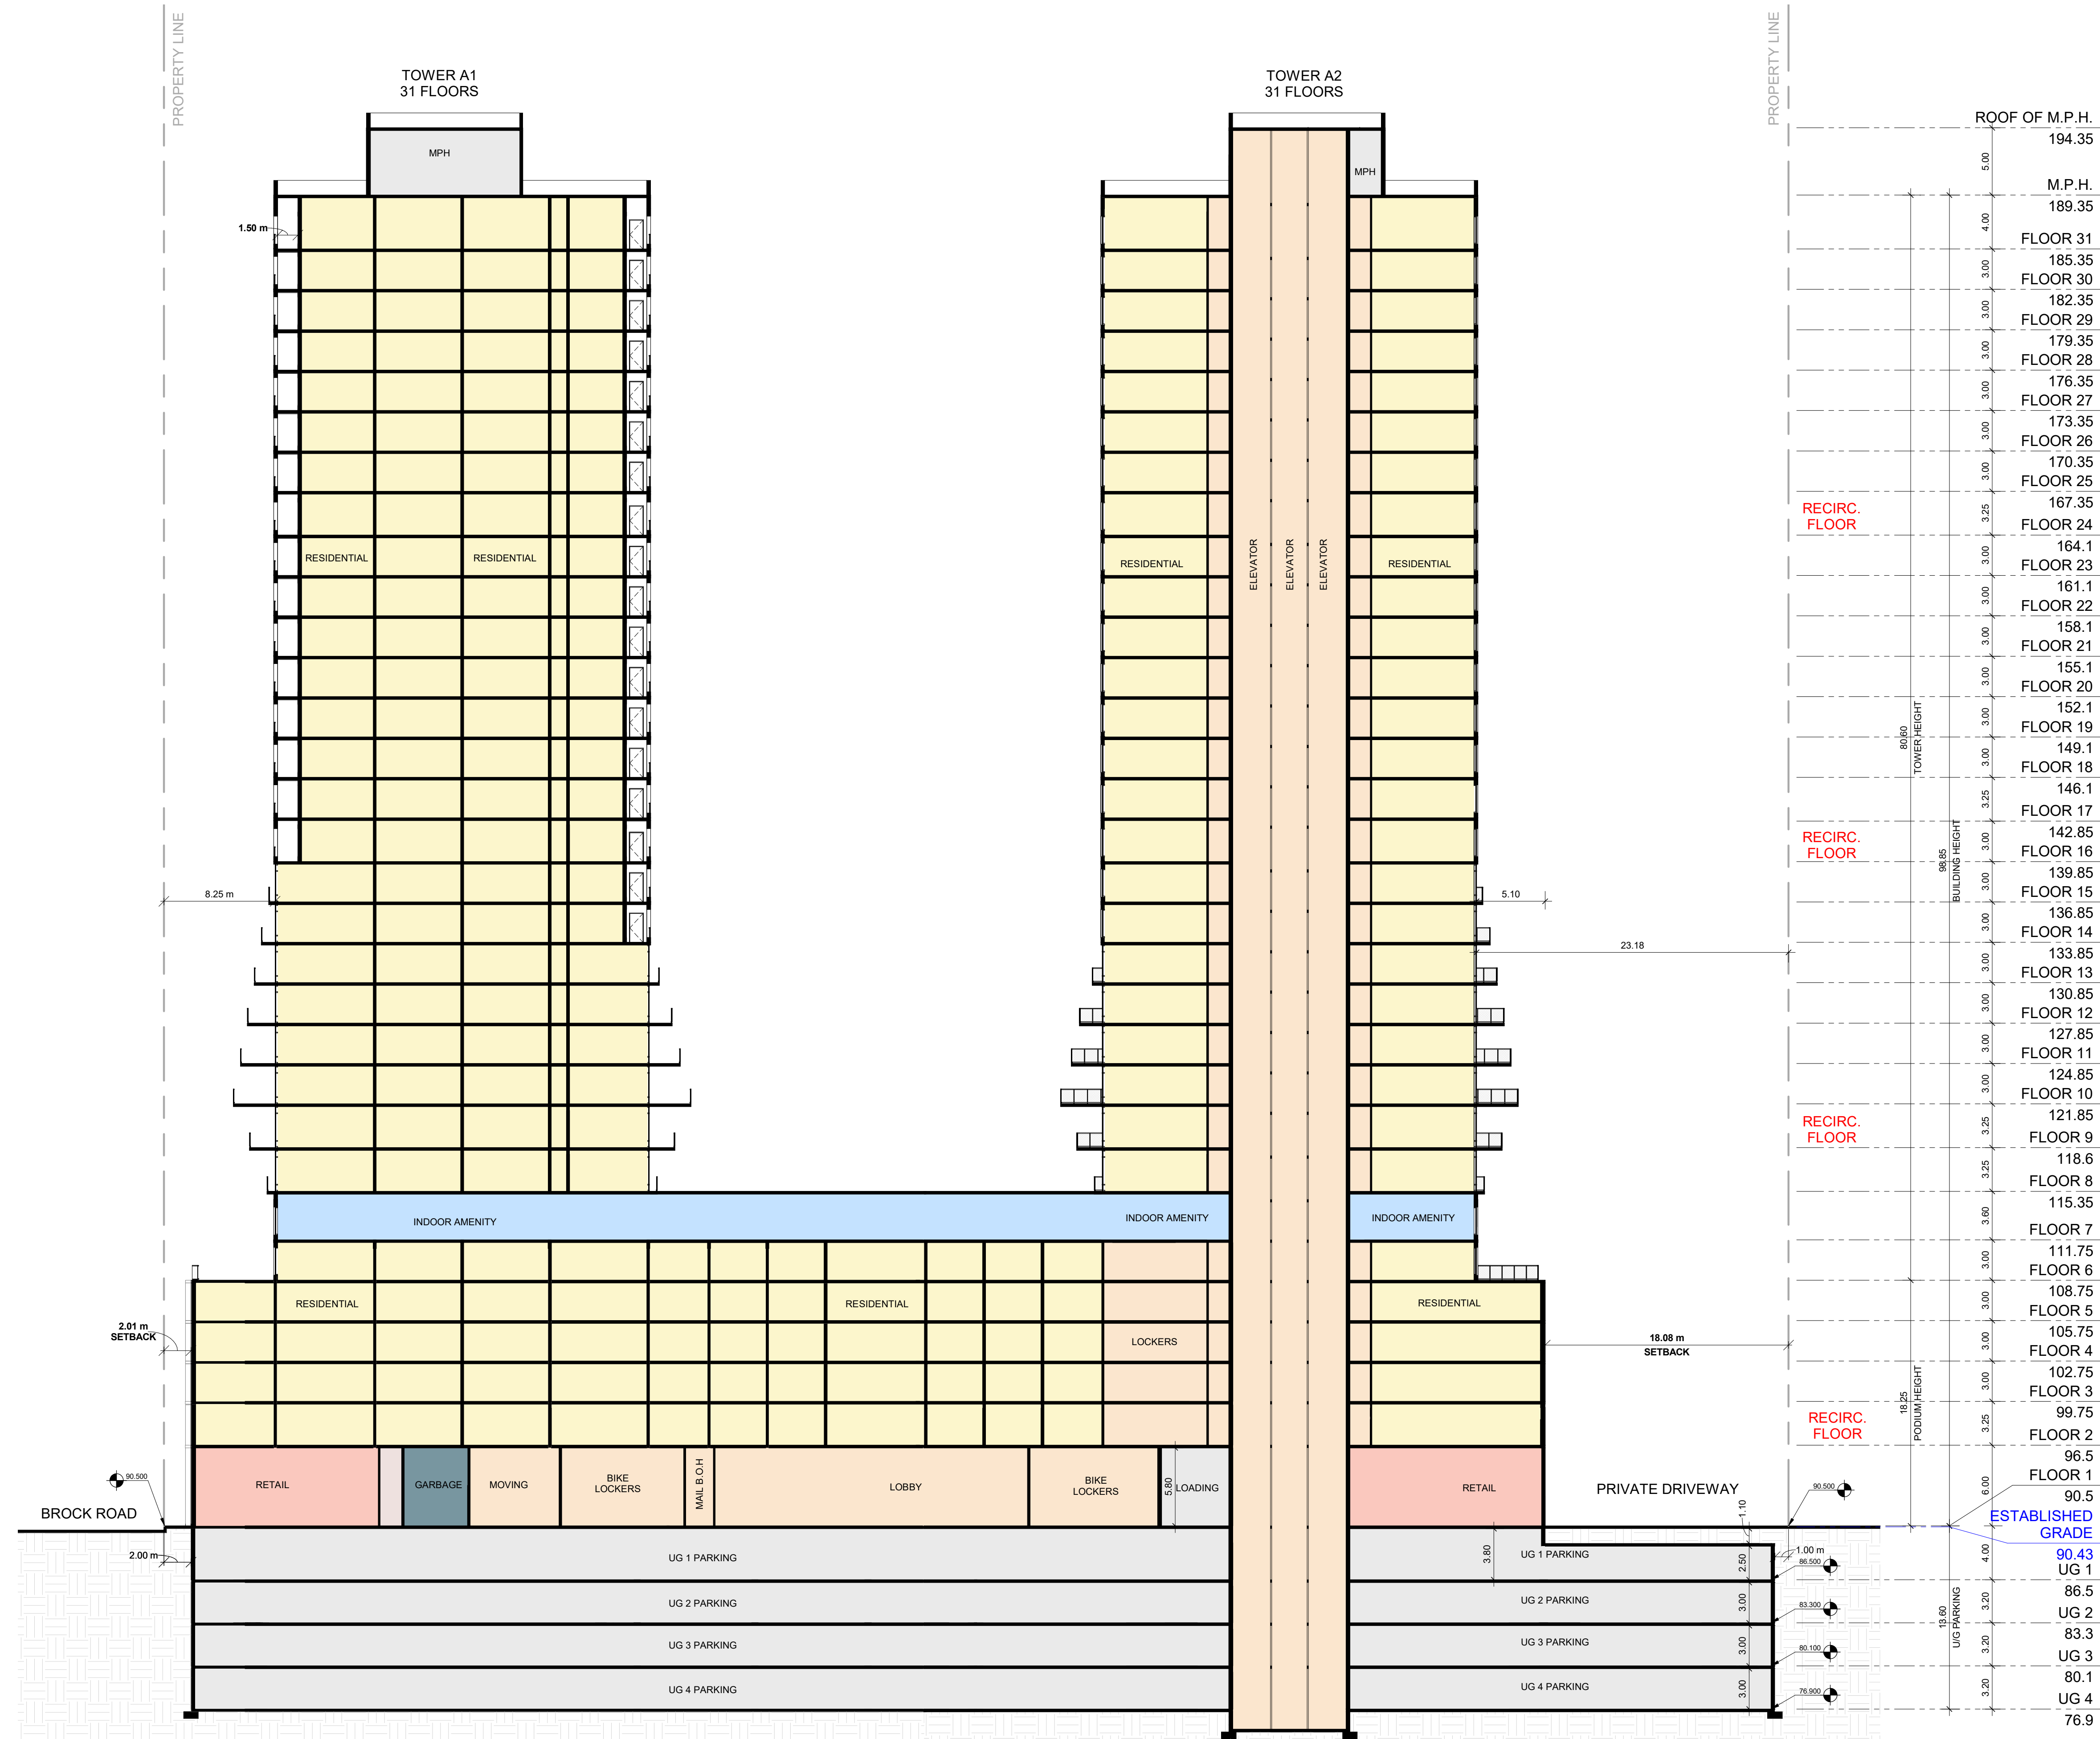 PROPERTY LINE
PROPERTY LINE
TOWER A1
31 FLOORS
TOWER A2
31 FLOORS
MPH
MPH
1.50 m
RESIDENTIAL
RESIDENTIAL
RESIDENTIAL
ELEVATOR
ELEVATOR
ELEVATOR
RESIDENTIAL
8.25 m
5.10
23.18
INDOOR AMENITY
INDOOR AMENITY
INDOOR AMENITY
RESIDENTIAL
RESIDENTIAL
RESIDENTIAL
2.01 m
SETBACK
LOCKERS
18.08 m
SETBACK
RETAIL
GARBAGE
MOVING
BIKE
LOCKERS
MAIL B.O.H
LOBBY
BIKE
LOCKERS
5.80
LOADING
RETAIL
PRIVATE DRIVEWAY
90.500
90.500
BROCK ROAD
1.10
2.00 m
UG 1 PARKING
3.80
UG 1 PARKING
2.50
1.00 m
86.500
UG 2 PARKING
UG 2 PARKING
3.00
83.300
UG 3 PARKING
UG 3 PARKING
3.00
80.100
UG 4 PARKING
UG 4 PARKING
3.00
76.900
RECIRC.
FLOOR
RECIRC.
FLOOR
RECIRC.
FLOOR
RECIRC.
FLOOR
80.60
TOWER HEIGHT
18.25
PODIUM HEIGHT
98.85
BUILDING HEIGHT
13.60
U/G PARKING
ROOF OF M.P.H.
194.35
5.00
M.P.H.
189.35
4.00
FLOOR 31
185.35
FLOOR 30
3.00
182.35
FLOOR 29
3.00
179.35
FLOOR 28
3.00
176.35
FLOOR 27
3.00
173.35
FLOOR 26
3.00
170.35
FLOOR 25
3.00
167.35
3.25
FLOOR 24
164.1
FLOOR 23
3.00
161.1
FLOOR 22
3.00
158.1
FLOOR 21
3.00
155.1
FLOOR 20
3.00
152.1
FLOOR 19
3.00
149.1
FLOOR 18
3.00
146.1
3.25
FLOOR 17
142.85
FLOOR 16
3.00
139.85
FLOOR 15
3.00
136.85
FLOOR 14
3.00
133.85
FLOOR 13
3.00
130.85
FLOOR 12
3.00
127.85
FLOOR 11
3.00
124.85
FLOOR 10
3.00
121.85
3.25
FLOOR 9
118.6
3.25
FLOOR 8
115.35
3.60
FLOOR 7
111.75
FLOOR 6
3.00
108.75
FLOOR 5
3.00
105.75
FLOOR 4
3.00
102.75
FLOOR 3
3.00
99.75
3.25
FLOOR 2
96.5
FLOOR 1
6.00
90.5
ESTABLISHED
GRADE
90.43
4.00
UG 1
86.5
3.20
UG 2
83.3
3.20
UG 3
80.1
3.20
UG 4
76.9